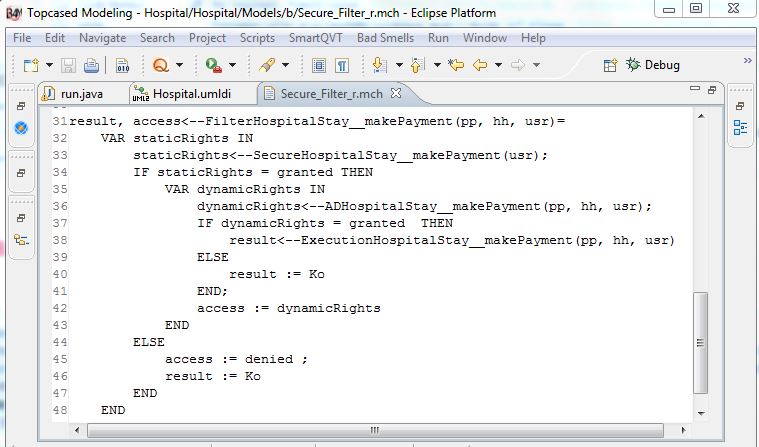 B4M Topcased Modeling - Hospital/Hospital/Models/b/Secure_Filter_r.mch - Eclipse Platform
File Edit Navigate Search Project Scripts SmartQVT Bad Smells Run Window Help
010 Q Debug
run.java UML2 Hospital.umldi Secure_Filter_r.mch
31 result, access<--FilterHospitalStay__makePayment(pp, hh, usr)=
32     VAR staticRights IN
33         staticRights<--SecureHospitalStay__makePayment(usr);
34         IF staticRights = granted THEN
35             VAR dynamicRights IN
36                 dynamicRights<--ADHospitalStay__makePayment(pp, hh, usr);
37                 IF dynamicRights = granted  THEN
38                     result<--ExecutionHospitalStay__makePayment(pp, hh, usr)
39                 ELSE
40                     result := Ko
41                 END;
42                 access := dynamicRights
43             END
44         ELSE
45             access := denied ;
46             result := Ko
47         END
48     END